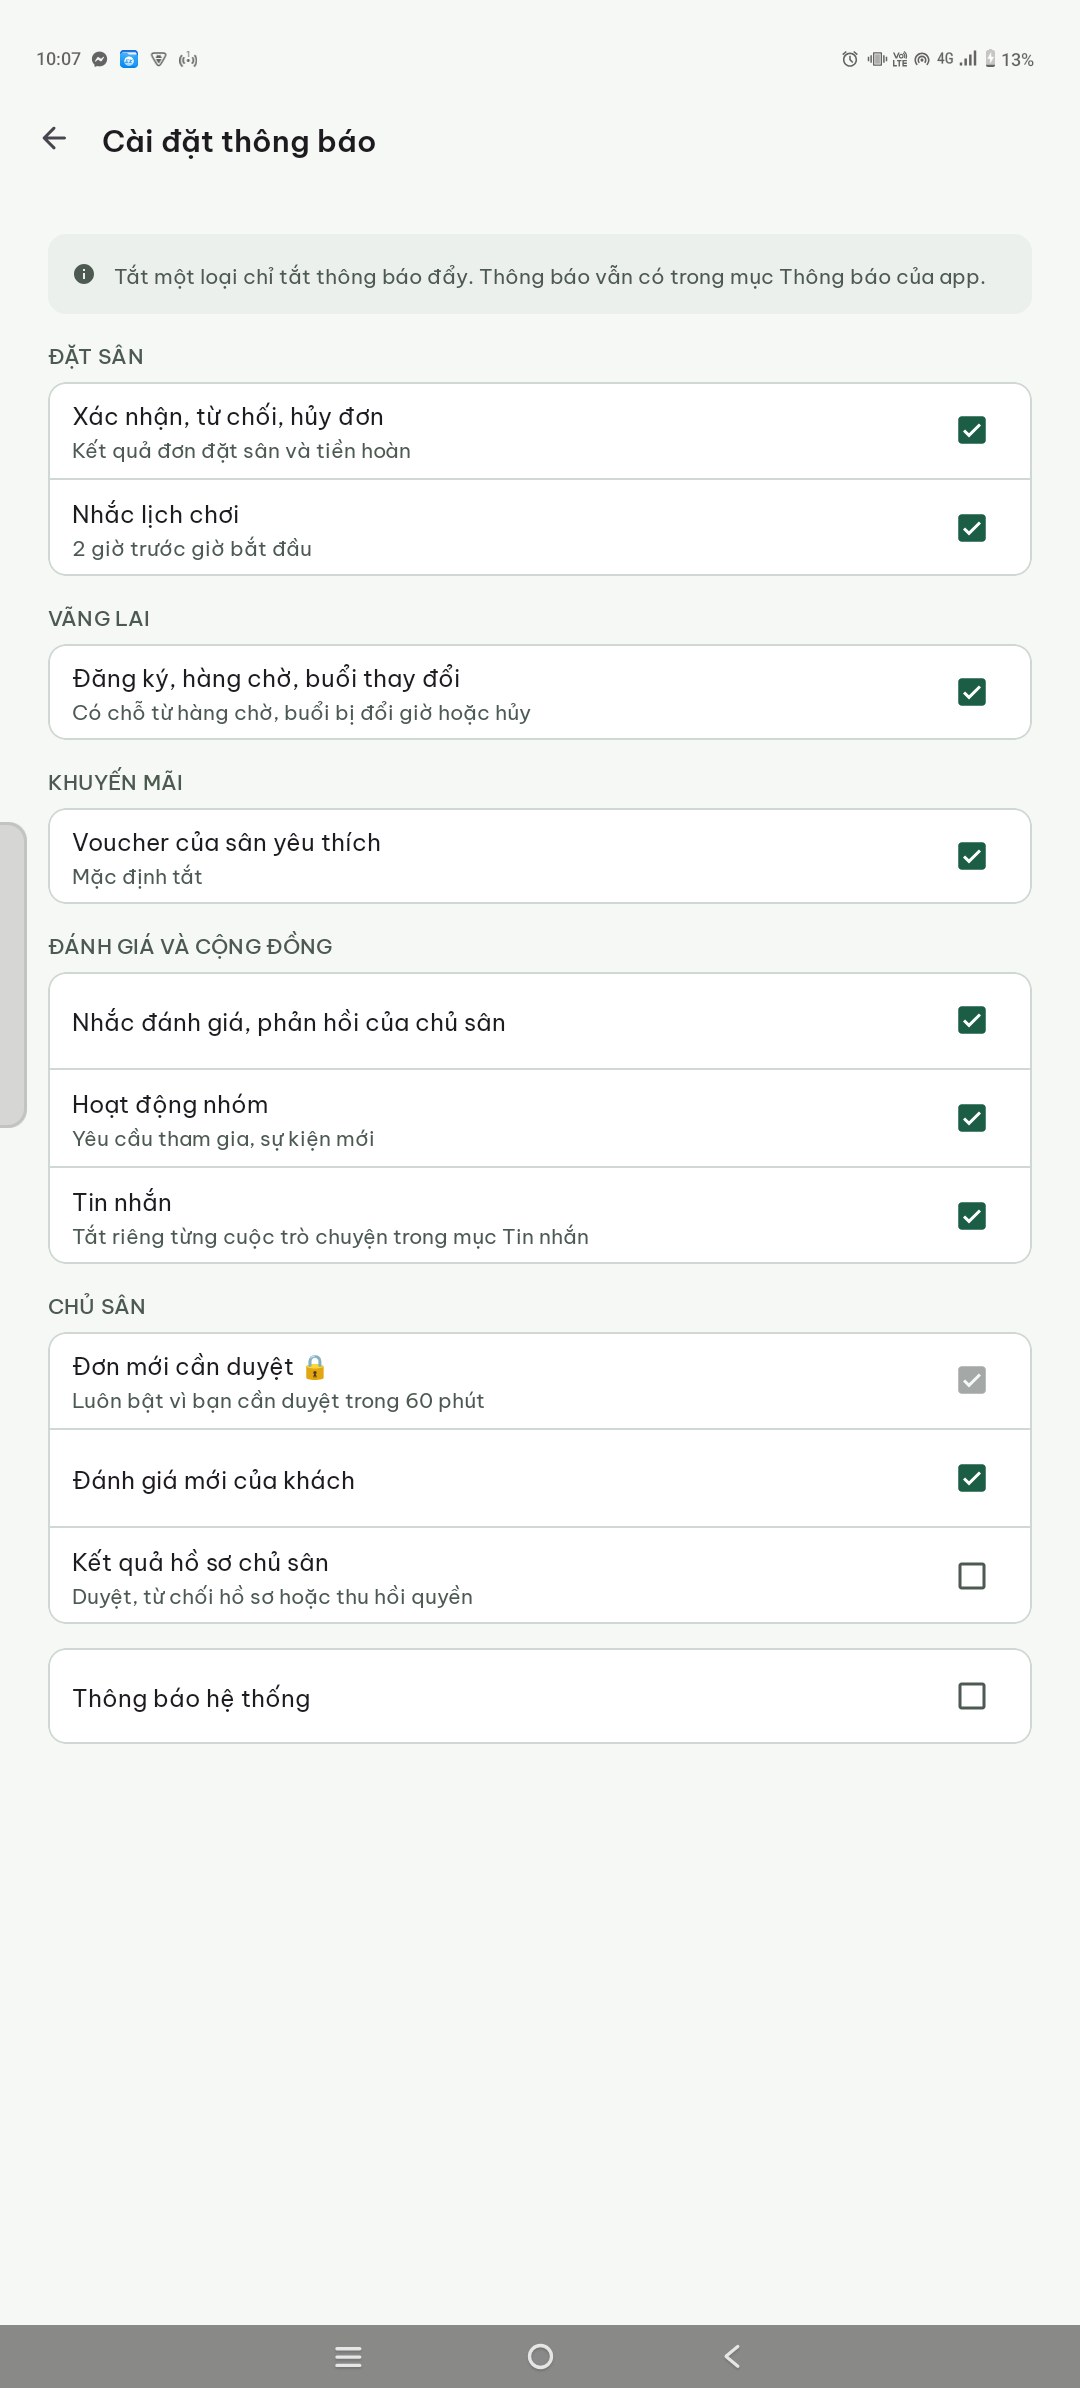 10:07
VoII LTE 4G 13%
Cài đặt thông báo
Tắt một loại chỉ tắt thông báo đẩy. Thông báo vẫn có trong mục Thông báo của app.
ĐẶT SÂN
Xác nhận, từ chối, hủy đơn
Kết quả đơn đặt sân và tiền hoàn
Nhắc lịch chơi
2 giờ trước giờ bắt đầu
VÃNG LAI
Đăng ký, hàng chờ, buổi thay đổi
Có chỗ từ hàng chờ, buổi bị đổi giờ hoặc hủy
KHUYẾN MÃI
Voucher của sân yêu thích
Mặc định tắt
ĐÁNH GIÁ VÀ CỘNG ĐỒNG
Nhắc đánh giá, phản hồi của chủ sân
Hoạt động nhóm
Yêu cầu tham gia, sự kiện mới
Tin nhắn
Tắt riêng từng cuộc trò chuyện trong mục Tin nhắn
CHỦ SÂN
Đơn mới cần duyệt 🔒
Luôn bật vì bạn cần duyệt trong 60 phút
Đánh giá mới của khách
Kết quả hồ sơ chủ sân
Duyệt, từ chối hồ sơ hoặc thu hồi quyền
Thông báo hệ thống